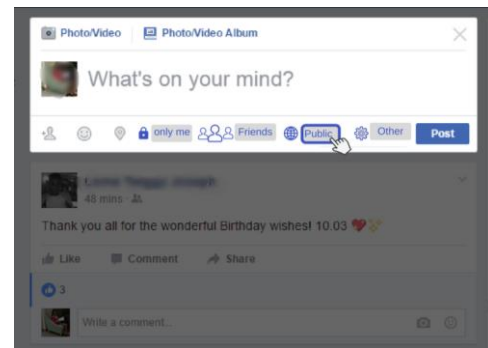 Photo/Video Photo/Video Album
What's on your mind?
only me Friends Public Other Post
48 mins
Thank you all for the wonderful Birthday wishes! 10.03
Like Comment Share
3
Write a comment...